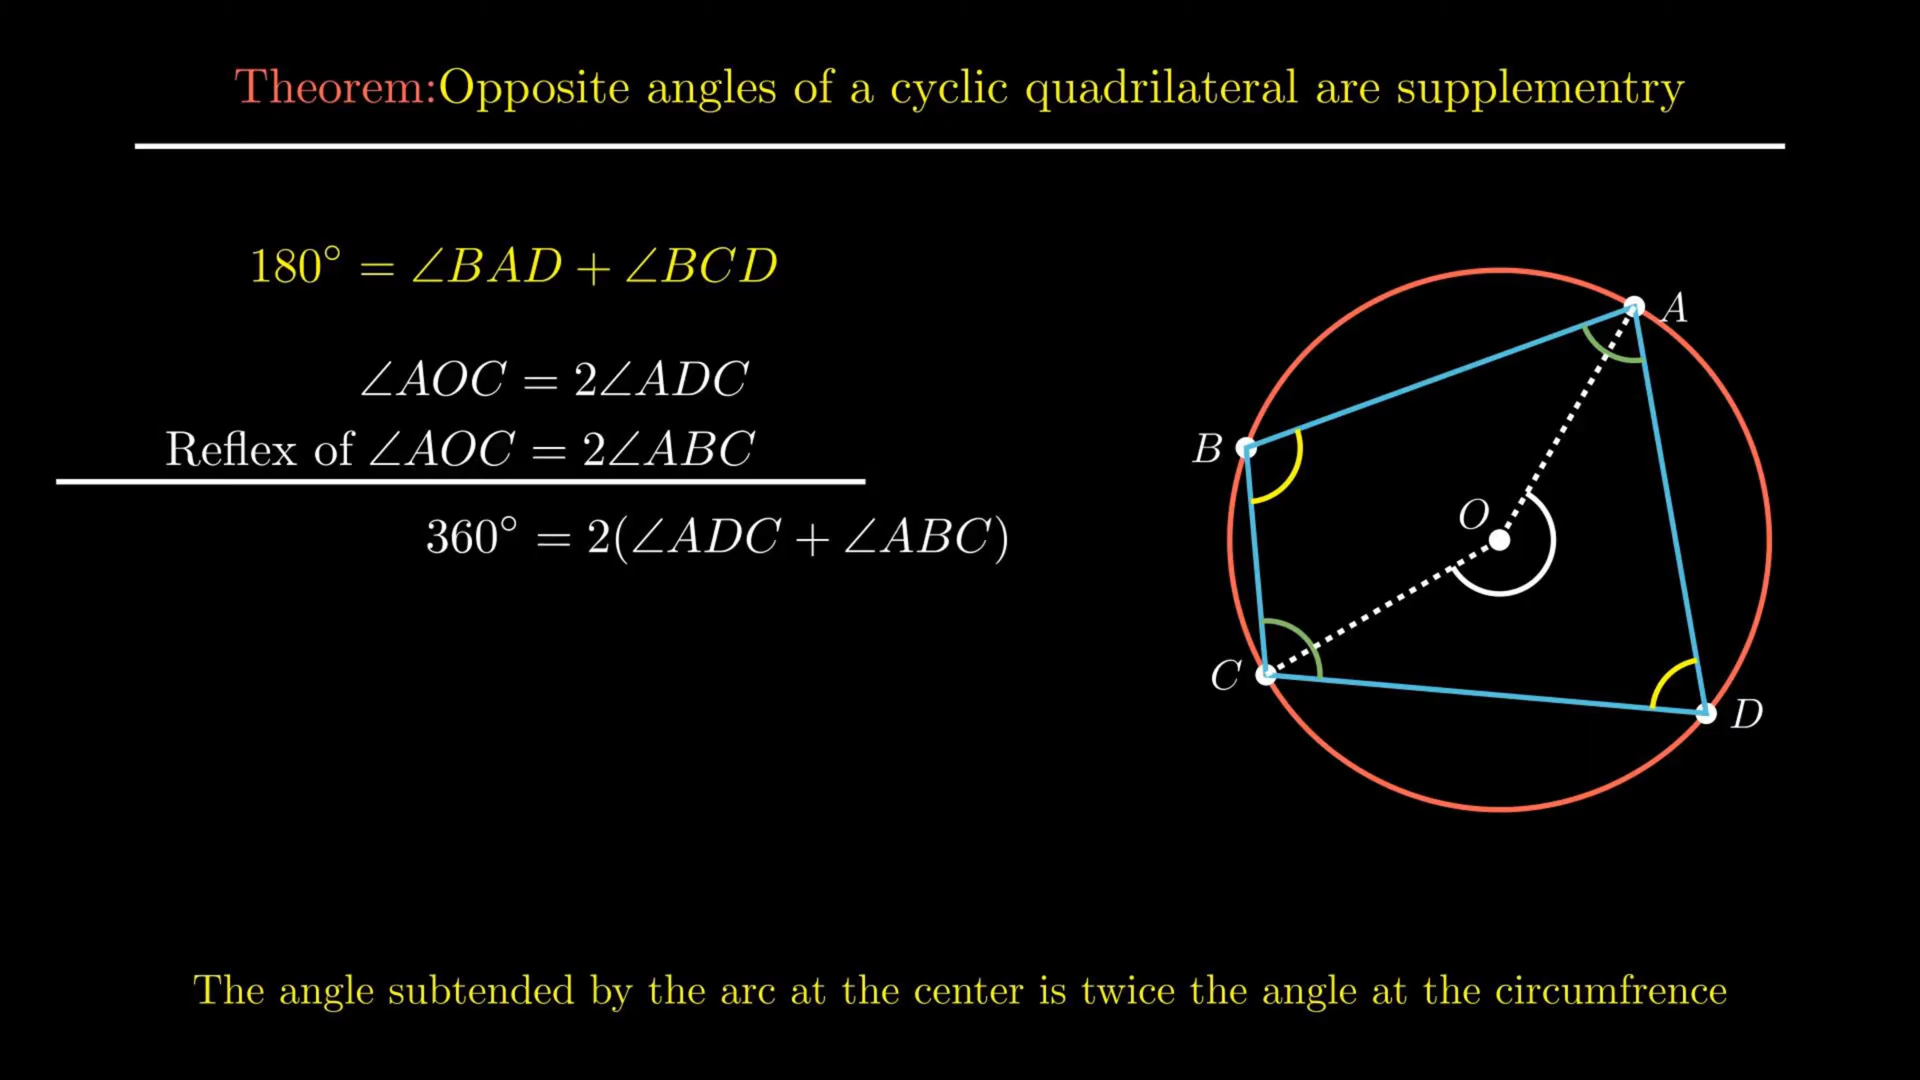 Theorem:Opposite angles of a cyclic quadrilateral are supplementry
180° = ∠BAD + ∠BCD
∠AOC = 2∠ADC
Reflex of ∠AOC = 2∠ABC
360° = 2(∠ADC + ∠ABC)
A
B
O
C
D
The angle subtended by the arc at the center is twice the angle at the circumfrence